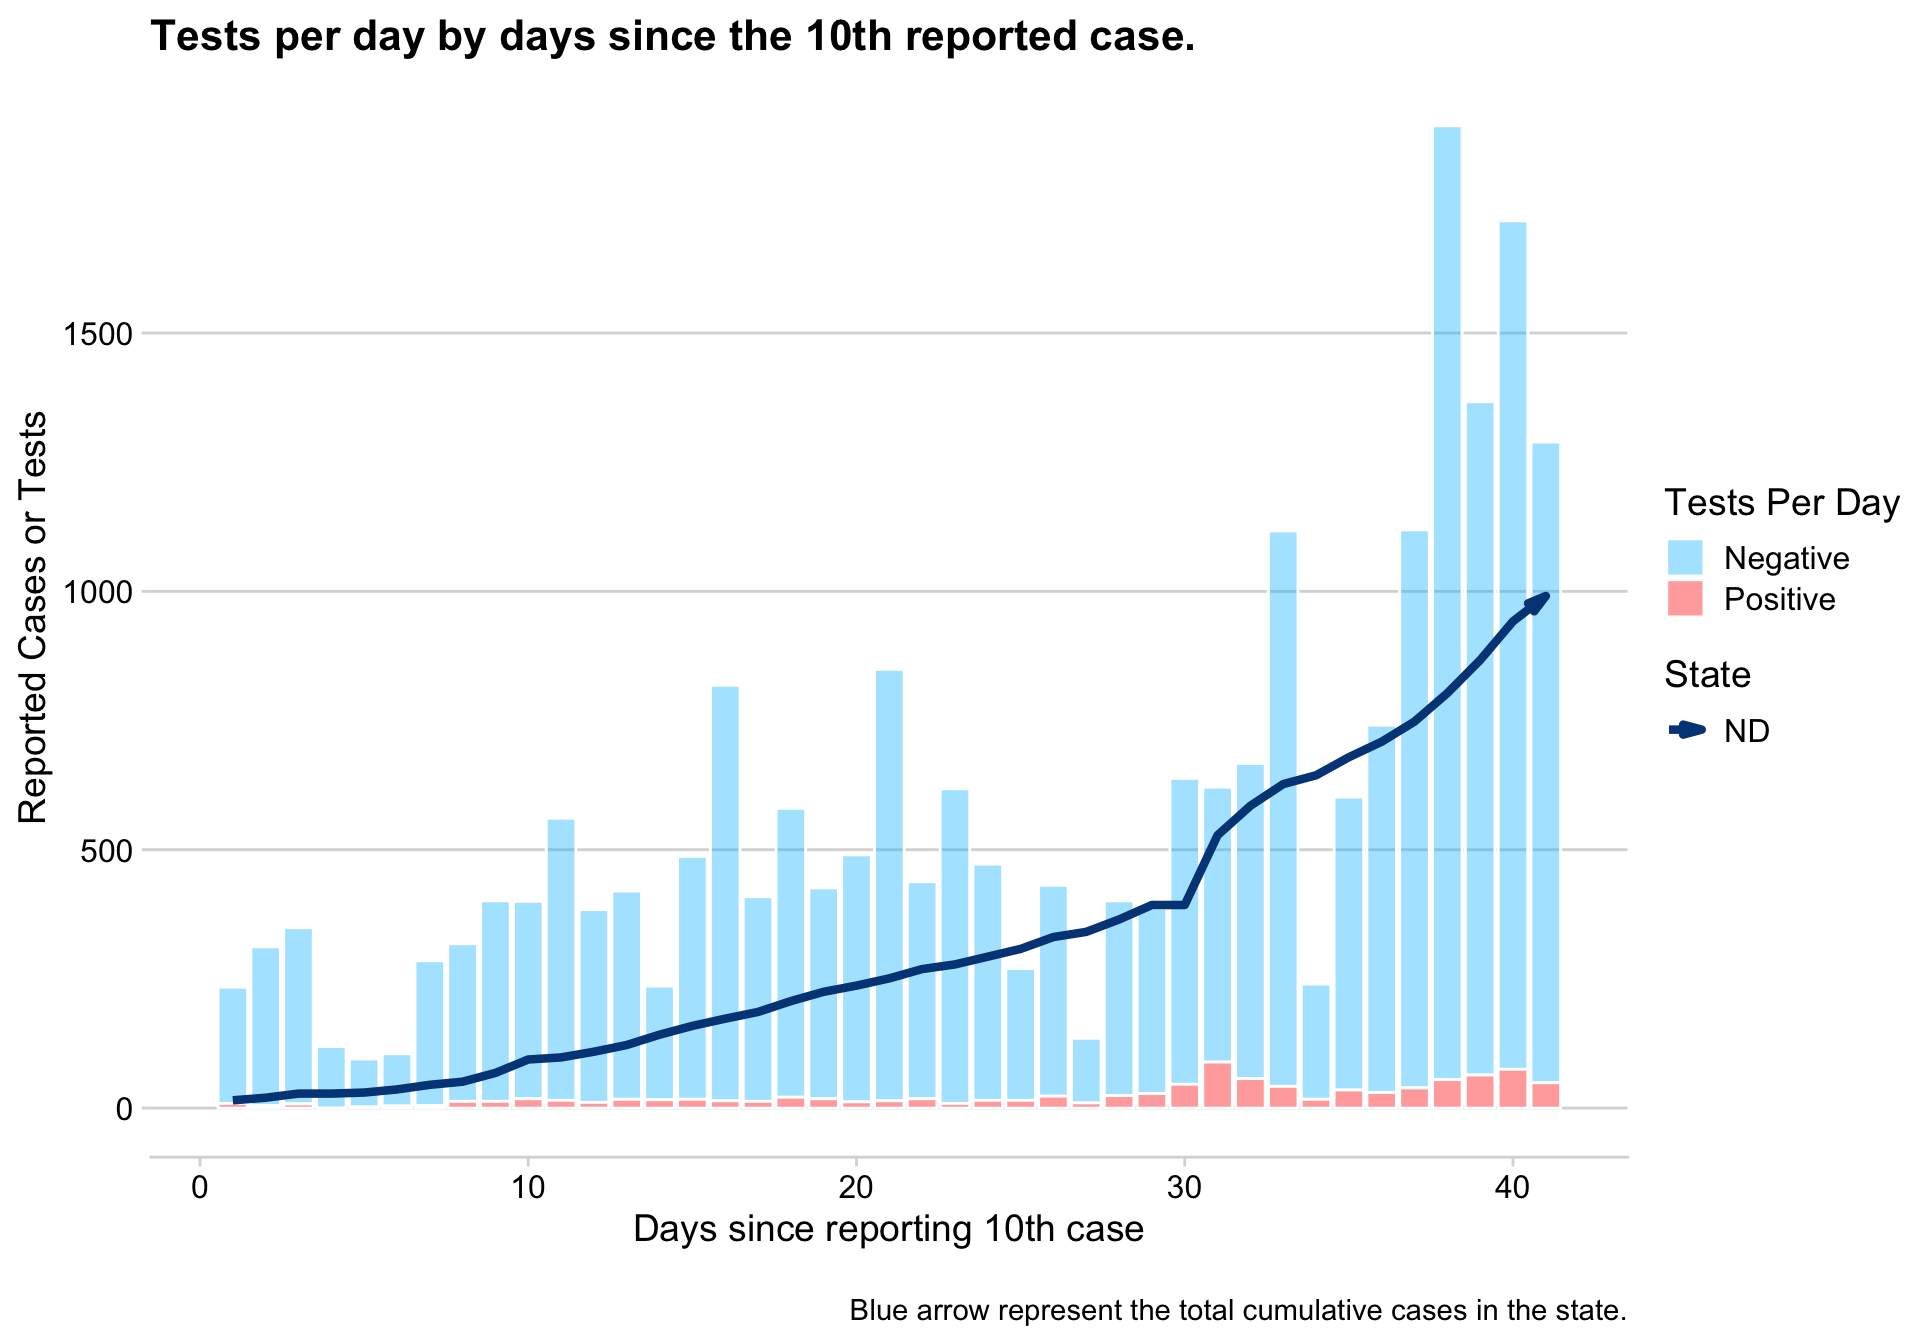 Tests per day by days since the 10th reported case.
Reported Cases or Tests
1500
1000
500
0
0 10 20 30 40
Days since reporting 10th case
Tests Per Day
Negative
Positive
State
ND
Blue arrow represent the total cumulative cases in the state.